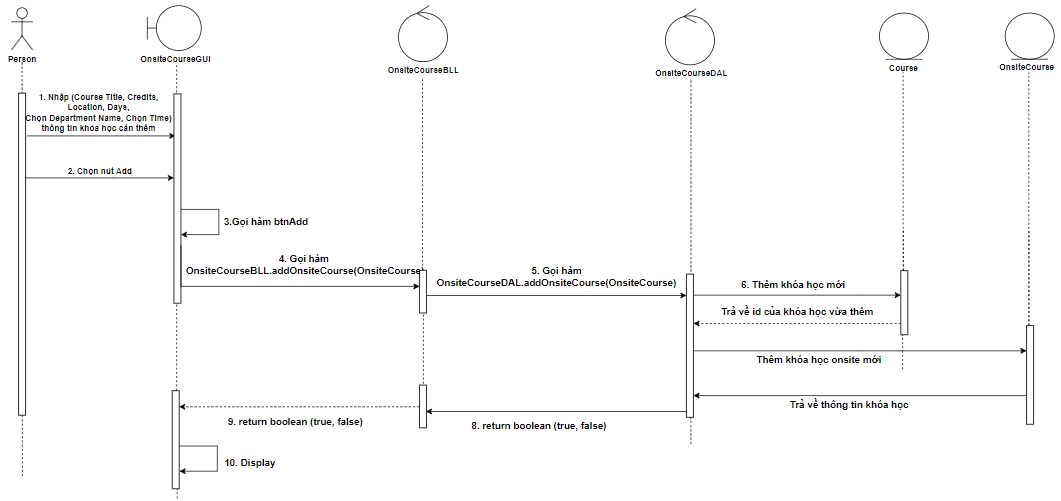 Person
OnsiteCourseGUI
OnsiteCourseBLL
OnsiteCourseDAL
Course
OnsiteCourse
1. Nhập (Course Title, Credits,
Location, Days,
Chọn Department Name, Chọn Time)
thông tin khóa học cần thêm
2. Chọn nút Add
3.Gọi hàm btnAdd
4. Gọi hàm
OnsiteCourseBLL.addOnsiteCourse(OnsiteCourse)
5. Gọi hàm
OnsiteCourseDAL.addOnsiteCourse(OnsiteCourse)
6. Thêm khóa học mới
Trả về id của khóa học vừa thêm
Thêm khóa học onsite mới
Trả về thông tin khóa học
8. return boolean (true, false)
9. return boolean (true, false)
10. Display